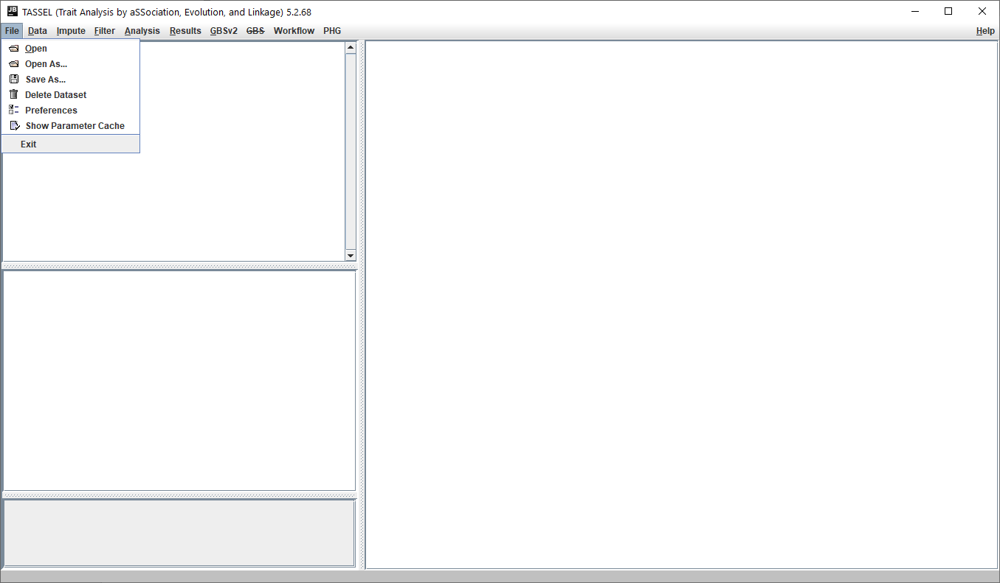 JB TASSEL (Trait Analysis by aSSociation, Evolution, and Linkage) 5.2.68
File Data Impute Filter Analysis Results GBSv2 GBS Workflow PHG Help
Open
Open As...
Save As...
Delete Dataset
Preferences
Show Parameter Cache
Exit